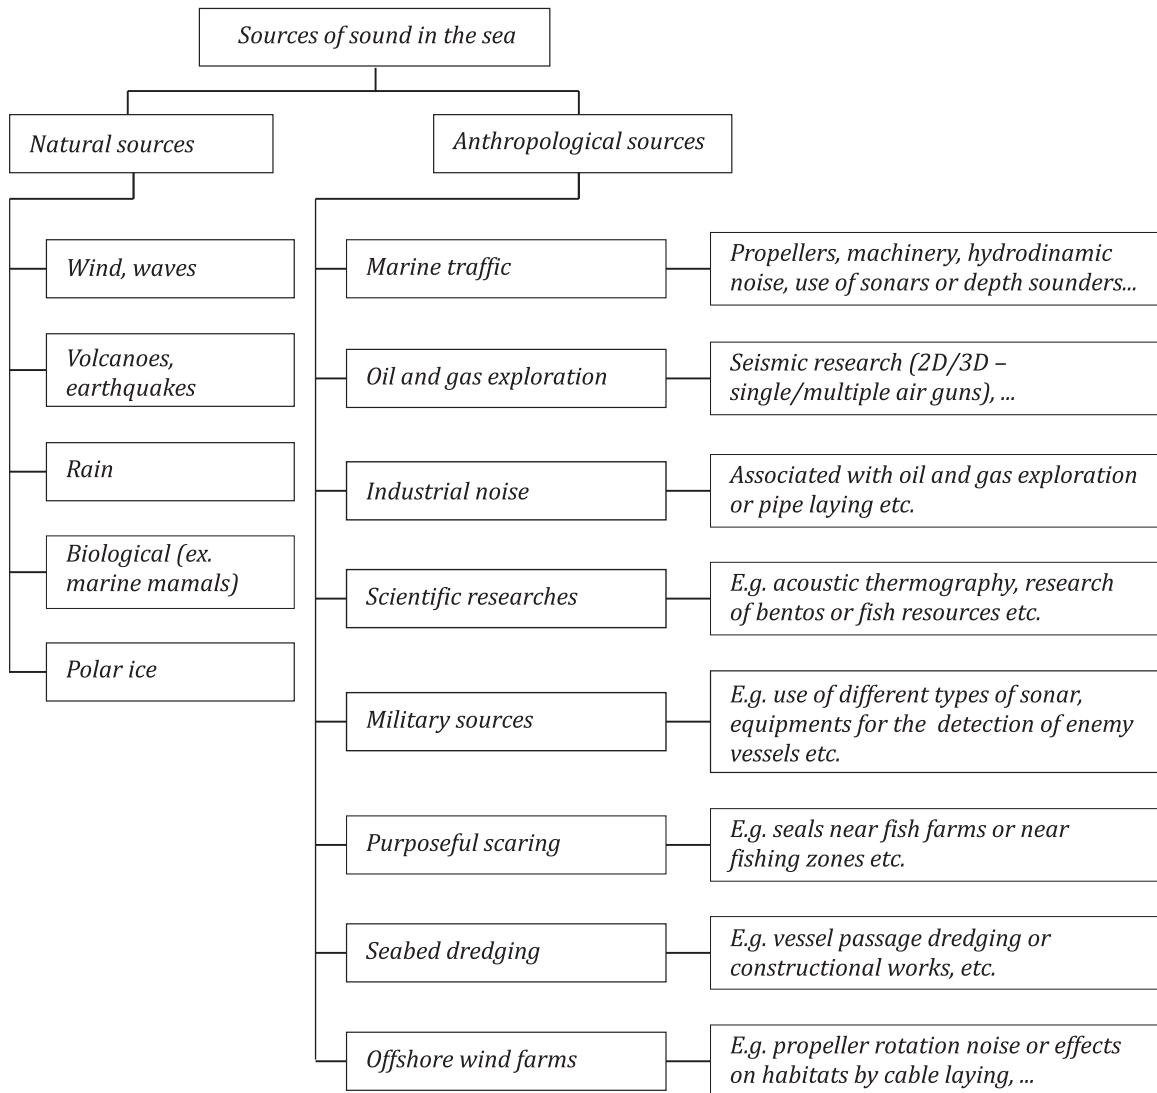 Sources of sound in the sea
Natural sources
Anthropological sources
Wind, waves
Volcanoes,
earthquakes
Rain
Biological (ex.
marine mamals)
Polar ice
Marine traffic
Propellers, machinery, hydrodinamic
noise, use of sonars or depth sounders...
Oil and gas exploration
Seismic research (2D/3D –
single/multiple air guns), ...
Industrial noise
Associated with oil and gas exploration
or pipe laying etc.
Scientific researches
E.g. acoustic thermography, research
of bentos or fish resources etc.
Military sources
E.g. use of different types of sonar,
equipments for the detection of enemy
vessels etc.
Purposeful scaring
E.g. seals near fish farms or near
fishing zones etc.
Seabed dredging
E.g. vessel passage dredging or
constructional works, etc.
Offshore wind farms
E.g. propeller rotation noise or effects
on habitats by cable laying, ...